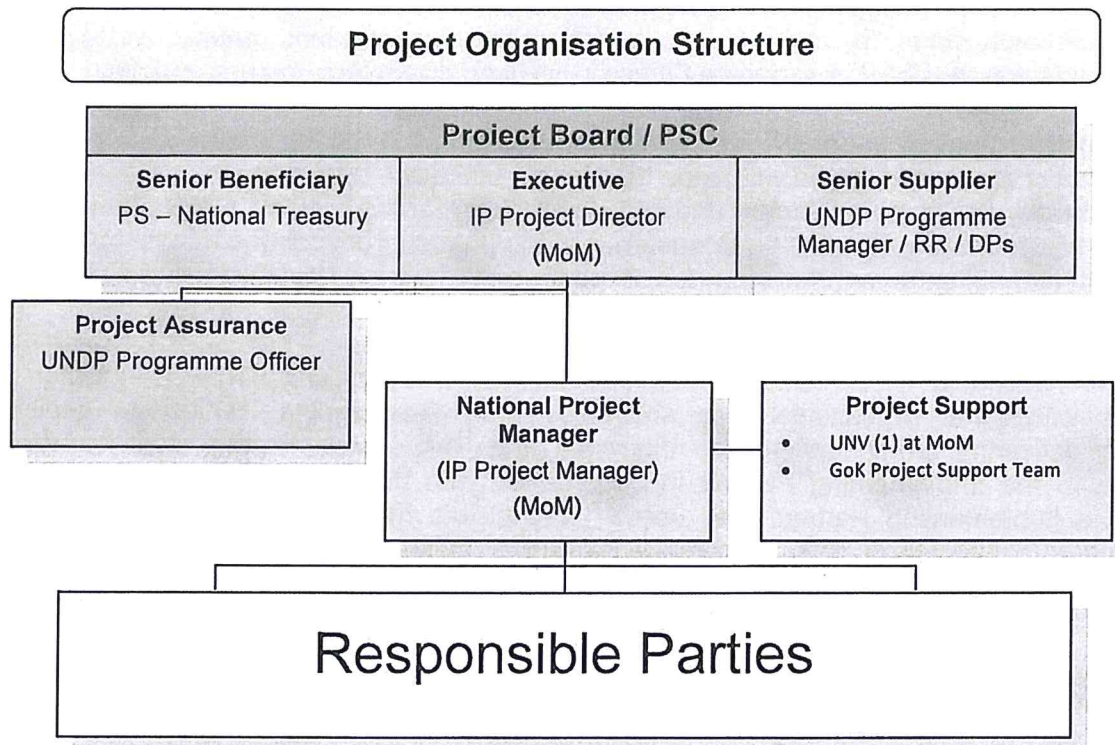 Project Organisation Structure
Project Board / PSC
Senior Beneficiary
PS – National Treasury
Executive
IP Project Director
(MoM)
Senior Supplier
UNDP Programme
Manager / RR / DPs
Project Assurance
UNDP Programme Officer
National Project
Manager
(IP Project Manager)
(MoM)
Project Support
• UNV (1) at MoM
• GoK Project Support Team
Responsible Parties